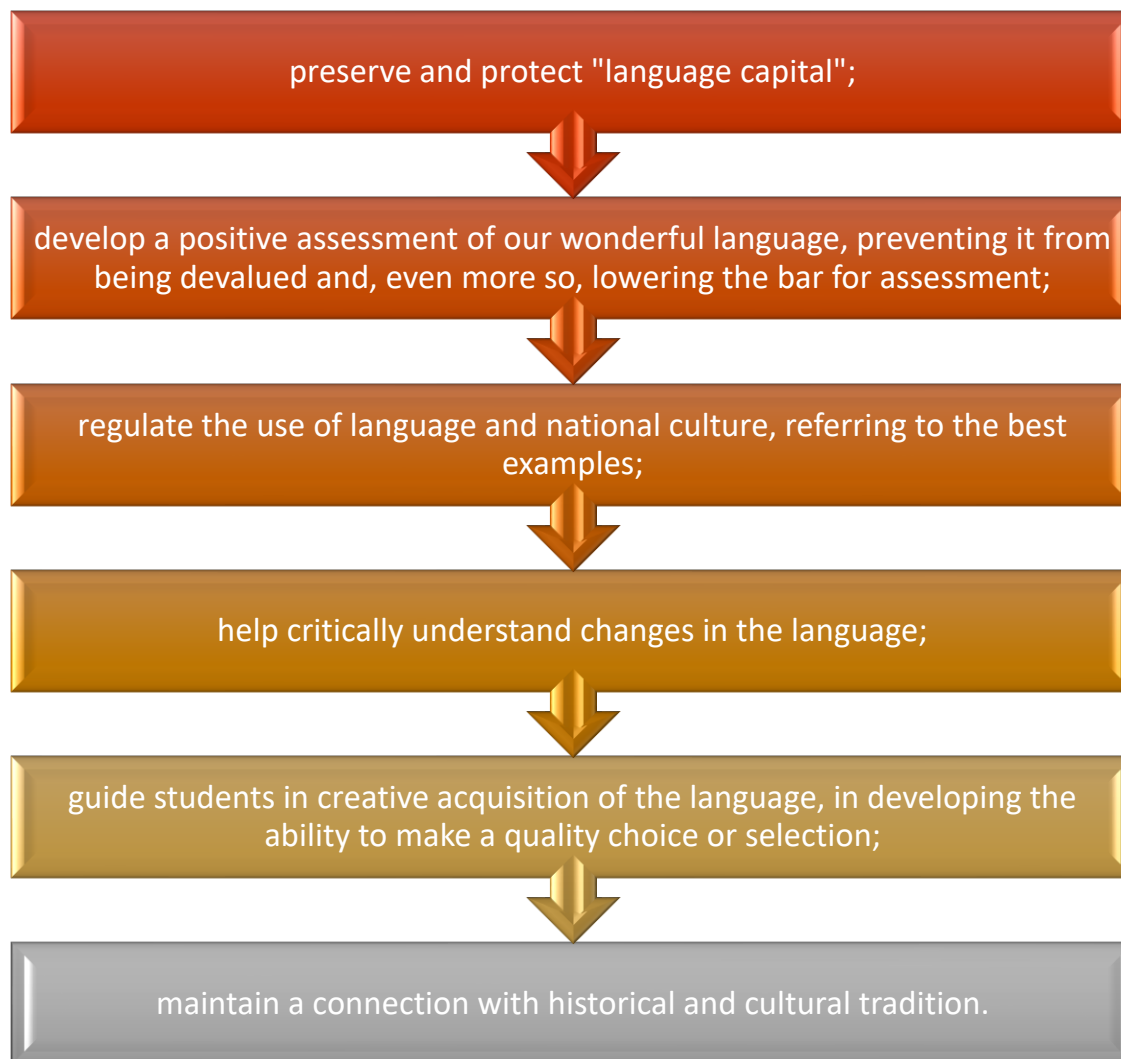 preserve and protect "language capital";
develop a positive assessment of our wonderful language, preventing it from
being devalued and, even more so, lowering the bar for assessment;
regulate the use of language and national culture, referring to the best
examples;
help critically understand changes in the language;
guide students in creative acquisition of the language, in developing the
ability to make a quality choice or selection;
maintain a connection with historical and cultural tradition.